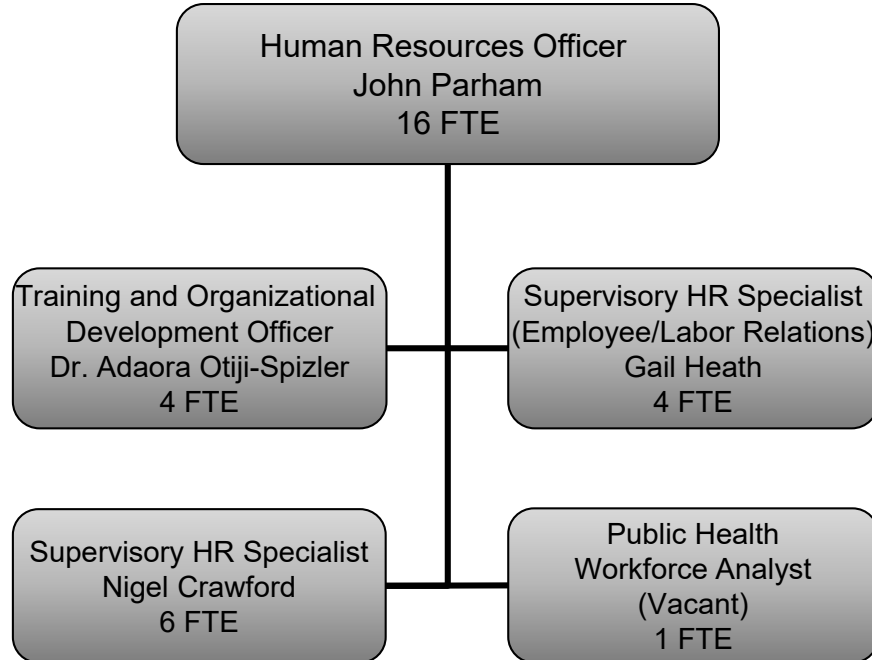 Human Resources Officer
John Parham
16 FTE
Training and Organizational
Development Officer
Dr. Adaora Otiji-Spizler
4 FTE
Supervisory HR Specialist
(Employee/Labor Relations)
Gail Heath
4 FTE
Supervisory HR Specialist
Nigel Crawford
6 FTE
Public Health
Workforce Analyst
(Vacant)
1 FTE